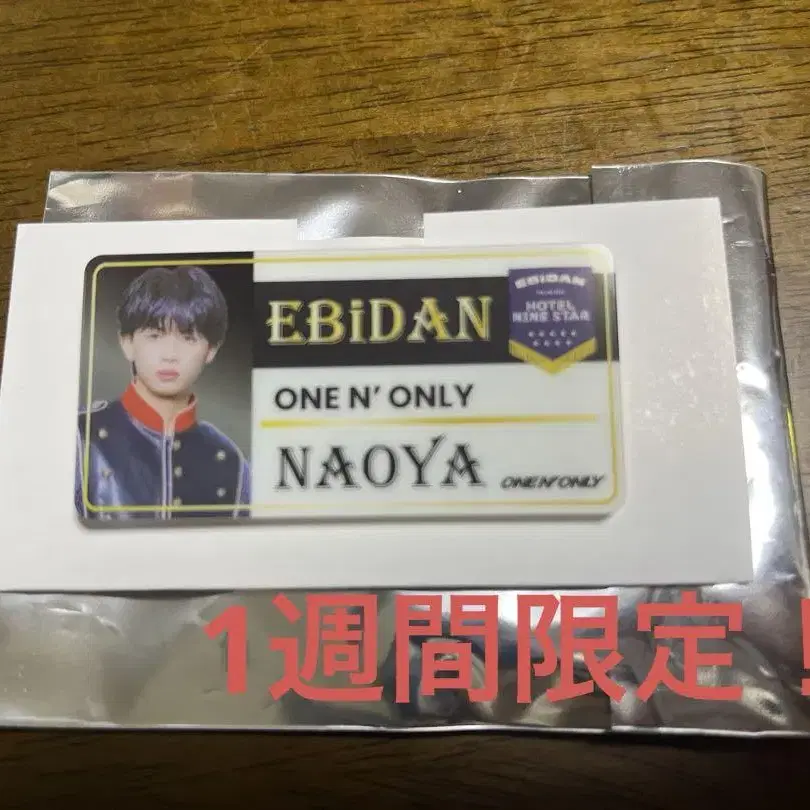 EBiDAN
EBiDAN
HOTEL
NINE STAR
ONE N' ONLY
NAOYA
ONE N' ONLY
1週間限定！